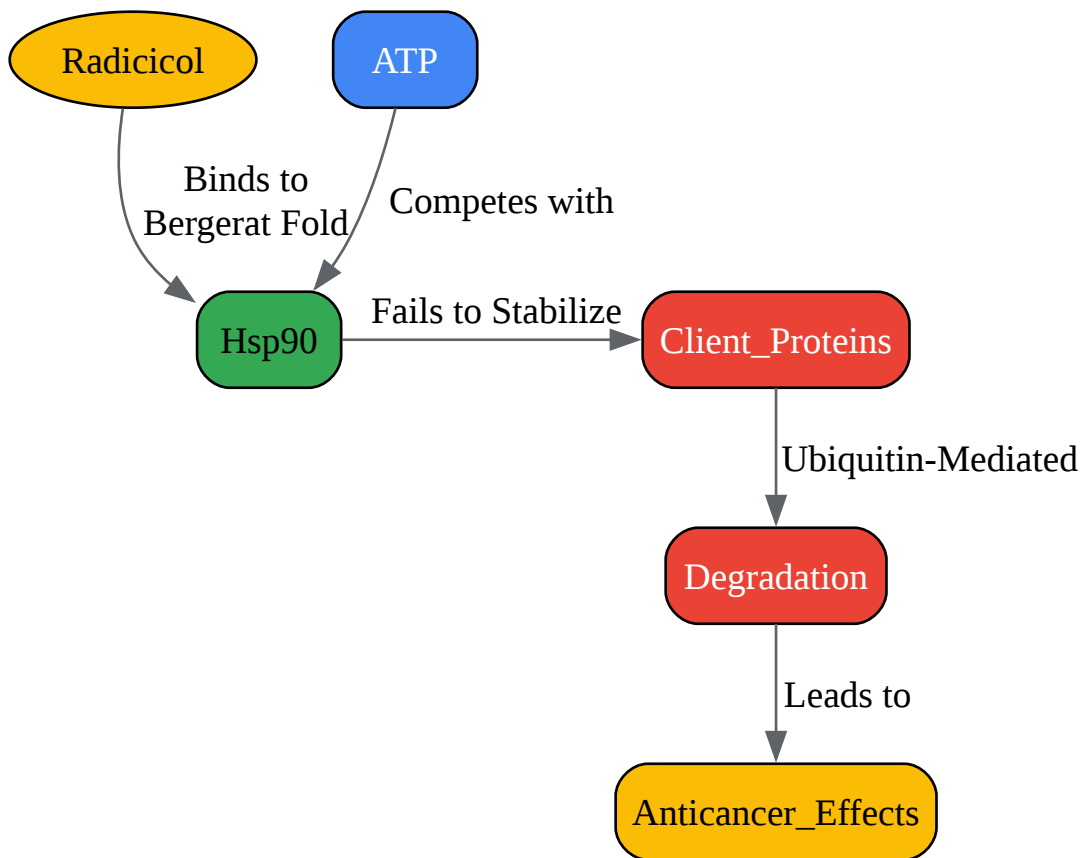 Radicicol
ATP
Binds to
Bergerat Fold
Competes with
Hsp90
Fails to Stabilize
Client_Proteins
Ubiquitin-Mediated
Degradation
Leads to
Anticancer_Effects